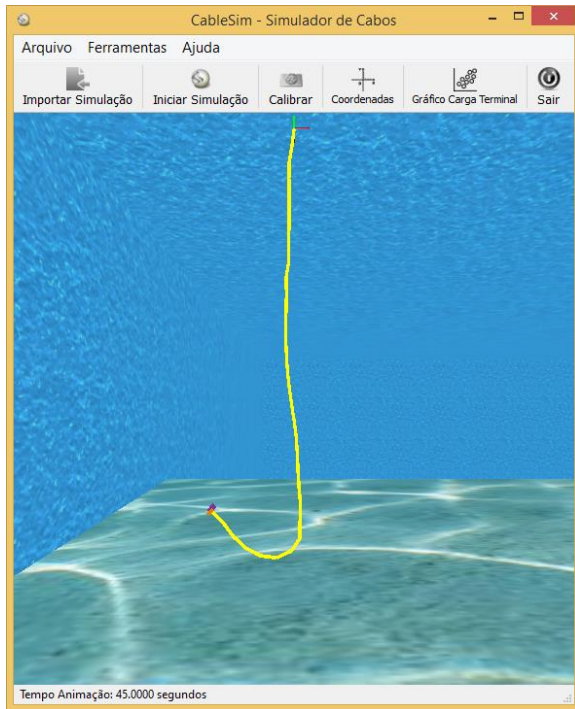 CableSim - Simulador de Cabos
Arquivo Ferramentas Ajuda
Importar Simulação Iniciar Simulação Calibrar Coordenadas Gráfico Carga Terminal Sair
Tempo Animação: 45.0000 segundos